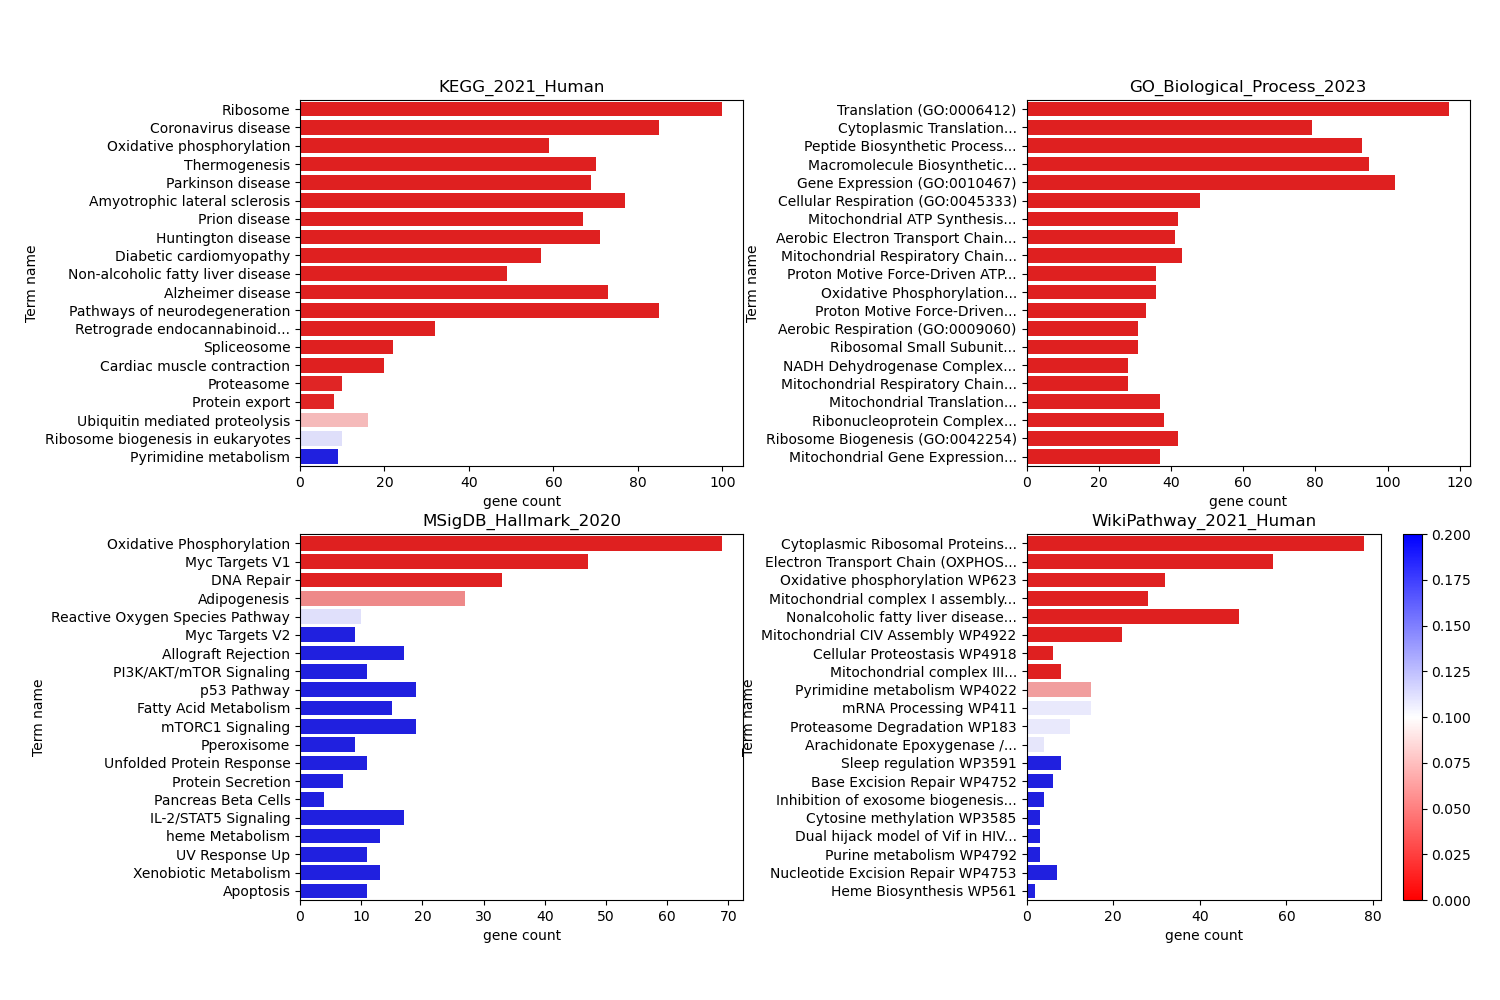 KEGG_2021_Human
Term name
Ribosome
Coronavirus disease
Oxidative phosphorylation
Thermogenesis
Parkinson disease
Amyotrophic lateral sclerosis
Prion disease
Huntington disease
Diabetic cardiomyopathy
Non-alcoholic fatty liver disease
Alzheimer disease
Pathways of neurodegeneration
Retrograde endocannabinoid...
Spliceosome
Cardiac muscle contraction
Proteasome
Protein export
Ubiquitin mediated proteolysis
Ribosome biogenesis in eukaryotes
Pyrimidine metabolism
0 20 40 60 80 100
gene count
GO_Biological_Process_2023
Term name
Translation (GO:0006412)
Cytoplasmic Translation...
Peptide Biosynthetic Process...
Macromolecule Biosynthetic...
Gene Expression (GO:0010467)
Cellular Respiration (GO:0045333)
Mitochondrial ATP Synthesis...
Aerobic Electron Transport Chain...
Mitochondrial Respiratory Chain...
Proton Motive Force-Driven ATP...
Oxidative Phosphorylation...
Proton Motive Force-Driven...
Aerobic Respiration (GO:0009060)
Ribosomal Small Subunit...
NADH Dehydrogenase Complex...
Mitochondrial Respiratory Chain...
Mitochondrial Translation...
Ribonucleoprotein Complex...
Ribosome Biogenesis (GO:0042254)
Mitochondrial Gene Expression...
0 20 40 60 80 100 120
gene count
MSigDB_Hallmark_2020
Term name
Oxidative Phosphorylation
Myc Targets V1
DNA Repair
Adipogenesis
Reactive Oxygen Species Pathway
Myc Targets V2
Allograft Rejection
PI3K/AKT/mTOR Signaling
p53 Pathway
Fatty Acid Metabolism
mTORC1 Signaling
Pperoxisome
Unfolded Protein Response
Protein Secretion
Pancreas Beta Cells
IL-2/STAT5 Signaling
heme Metabolism
UV Response Up
Xenobiotic Metabolism
Apoptosis
0 10 20 30 40 50 60 70
gene count
WikiPathway_2021_Human
Term name
Cytoplasmic Ribosomal Proteins...
Electron Transport Chain (OXPHOS...
Oxidative phosphorylation WP623
Mitochondrial complex I assembly...
Nonalcoholic fatty liver disease...
Mitochondrial CIV Assembly WP4922
Cellular Proteostasis WP4918
Mitochondrial complex III...
Pyrimidine metabolism WP4022
mRNA Processing WP411
Proteasome Degradation WP183
Arachidonate Epoxygenase /...
Sleep regulation WP3591
Base Excision Repair WP4752
Inhibition of exosome biogenesis...
Cytosine methylation WP3585
Dual hijack model of Vif in HIV...
Purine metabolism WP4792
Nucleotide Excision Repair WP4753
Heme Biosynthesis WP561
0 20 40 60 80
gene count
0.200
0.175
0.150
0.125
0.100
0.075
0.050
0.025
0.000